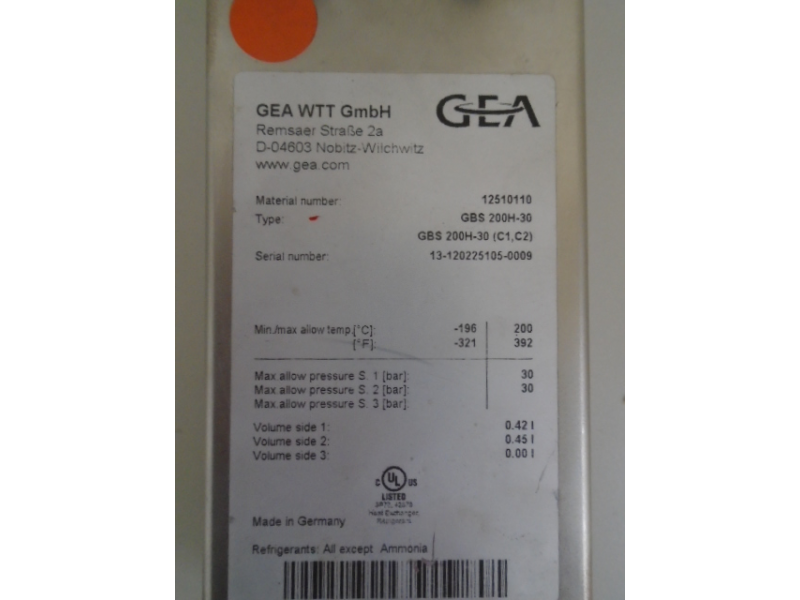 GEA WTT GmbH
GEA
Remsaer Straße 2a
D-04603 Nobitz-Wilchwitz
www.gea.com
Material number: 12510110
Type: GBS 200H-30
GBS 200H-30 (C1,C2)
Serial number: 13-120225105-0009
Min./max allow temp.[°C]: -196 200
[°F]: -321 392
Max.allow pressure S. 1 [bar]: 30
Max.allow pressure S. 2 [bar]: 30
Max.allow pressure S. 3 [bar]:
Volume side 1: 0.42 l
Volume side 2: 0.45 l
Volume side 3: 0.00 l
C UL US
LISTED
Heat Exchanger
Made in Germany
Refrigerants: All except Ammonia